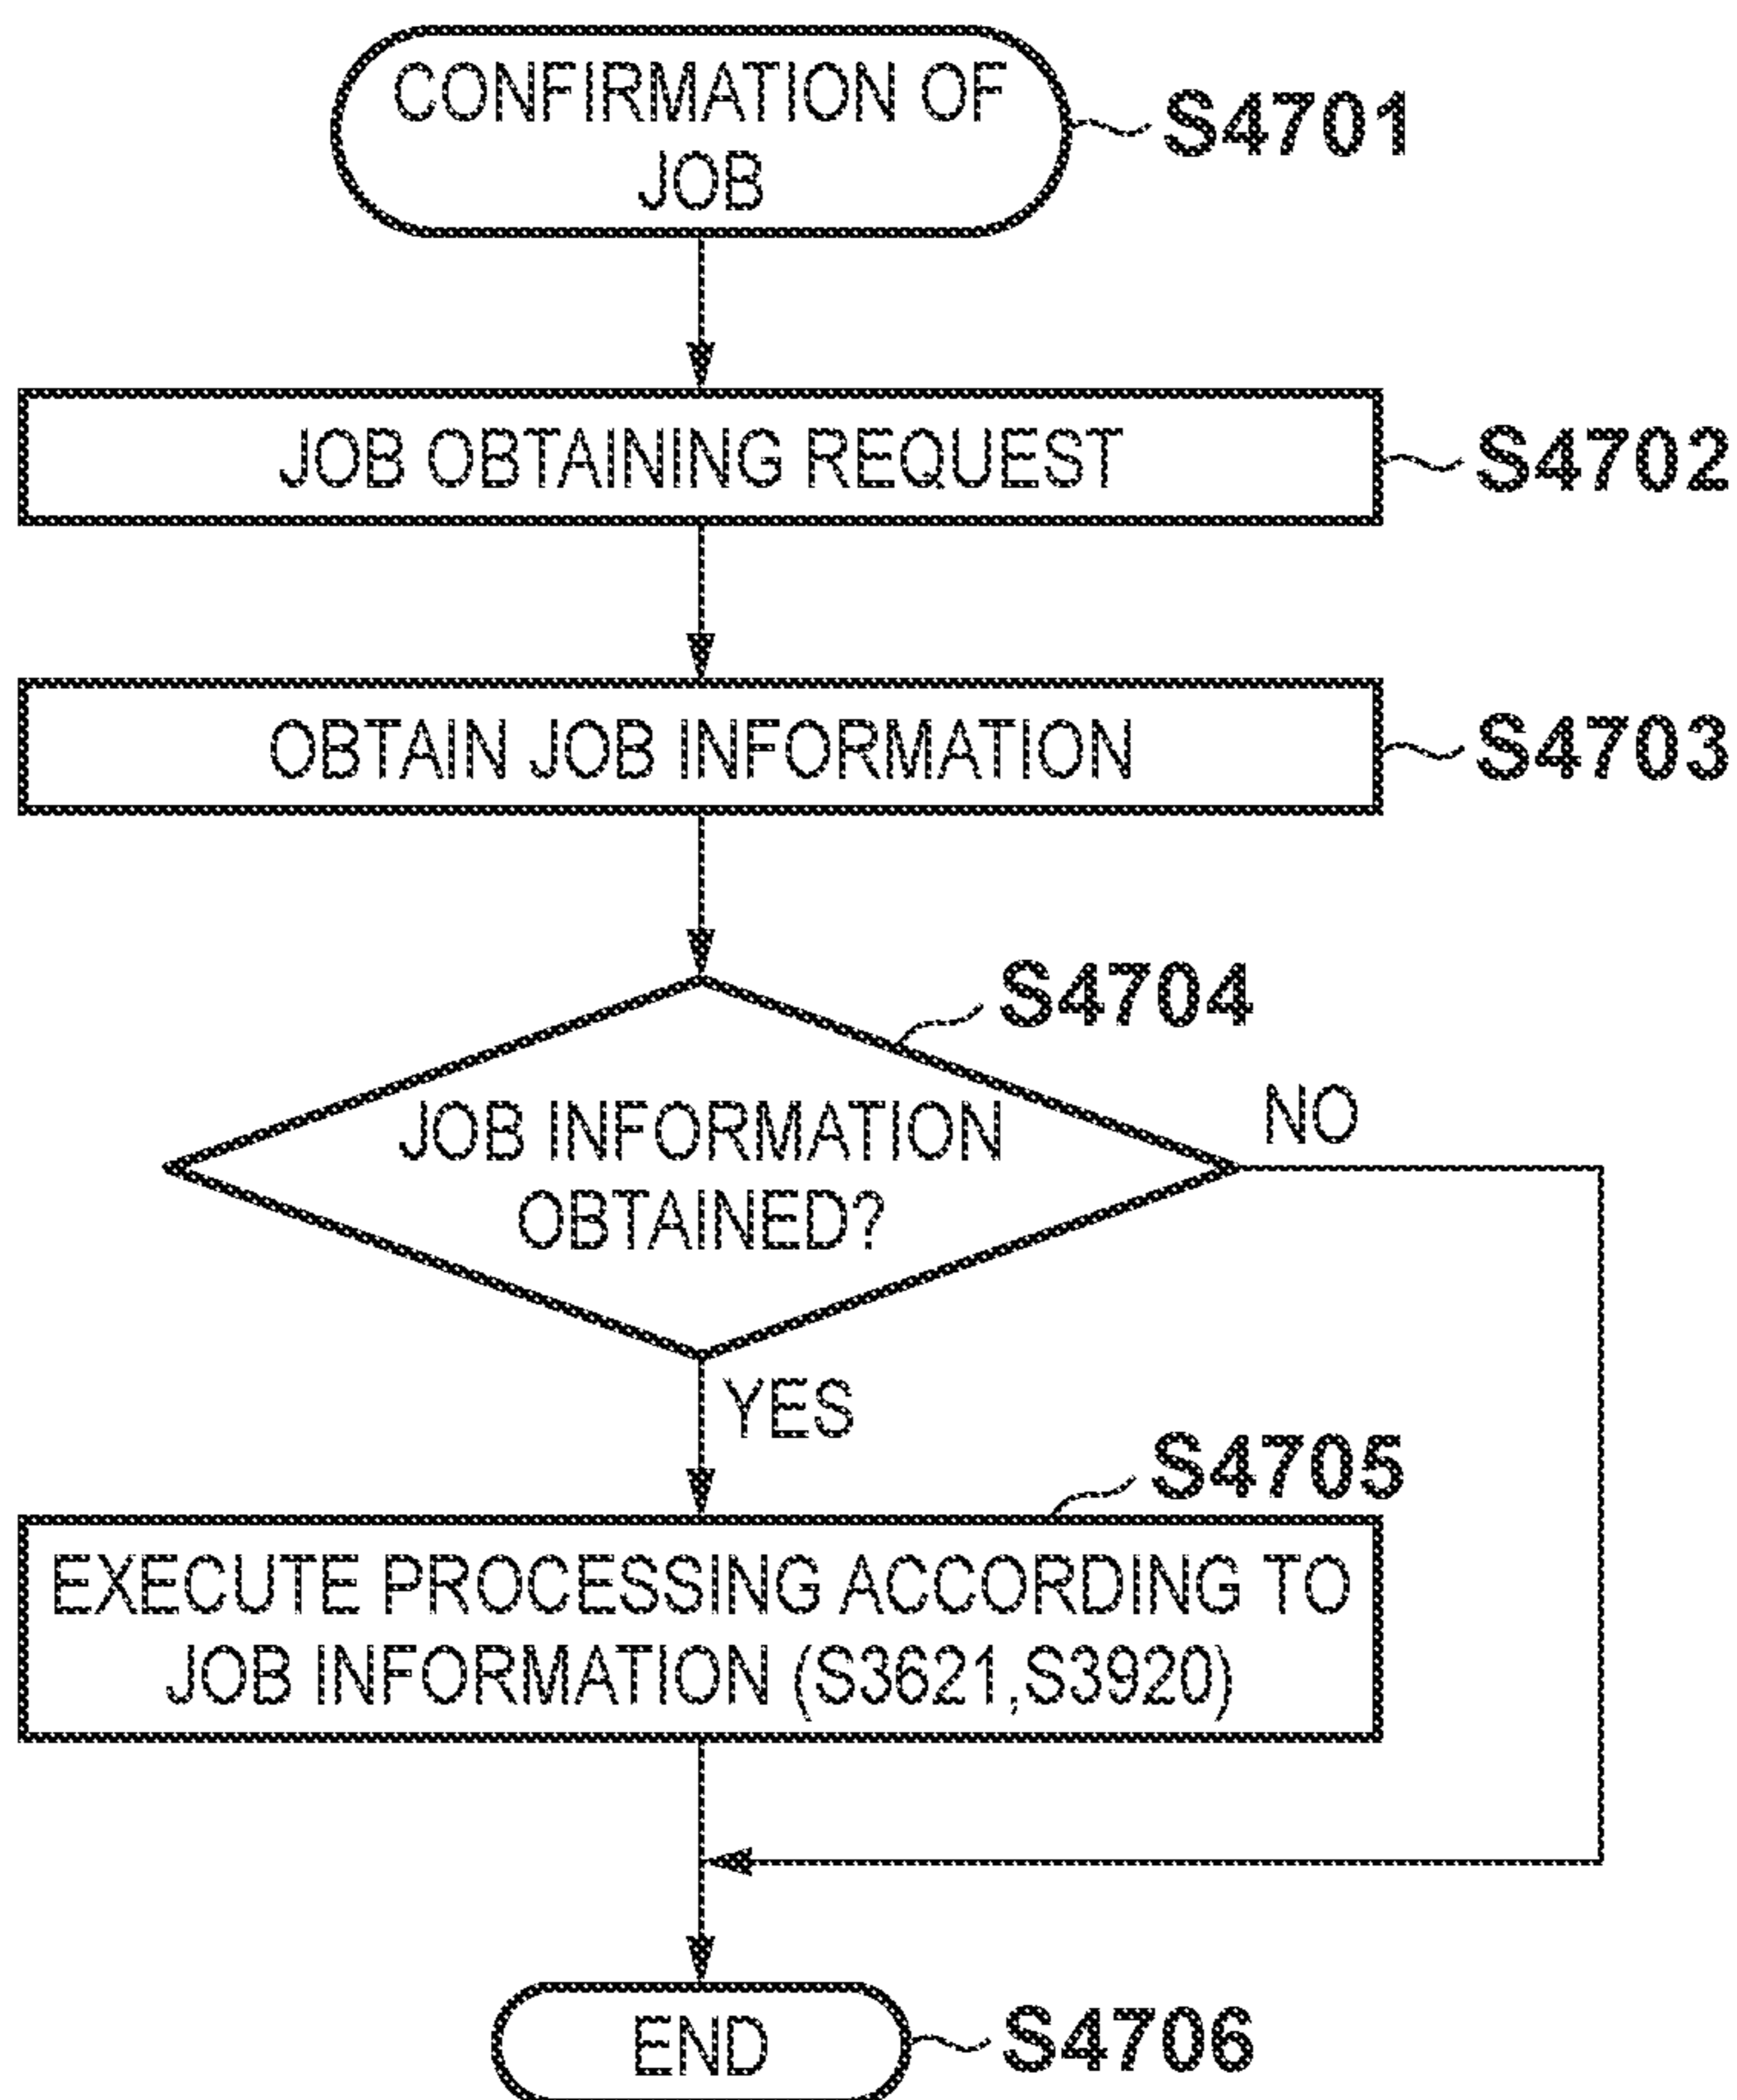 CONFIRMATION OF
JOB
S4701
JOB OBTAINING REQUEST
S4702
OBTAIN JOB INFORMATION
S4703
S4704
JOB INFORMATION
OBTAINED?
NO
YES
S4705
EXECUTE PROCESSING ACCORDING TO
JOB INFORMATION (S3621,S3920)
END
S4706